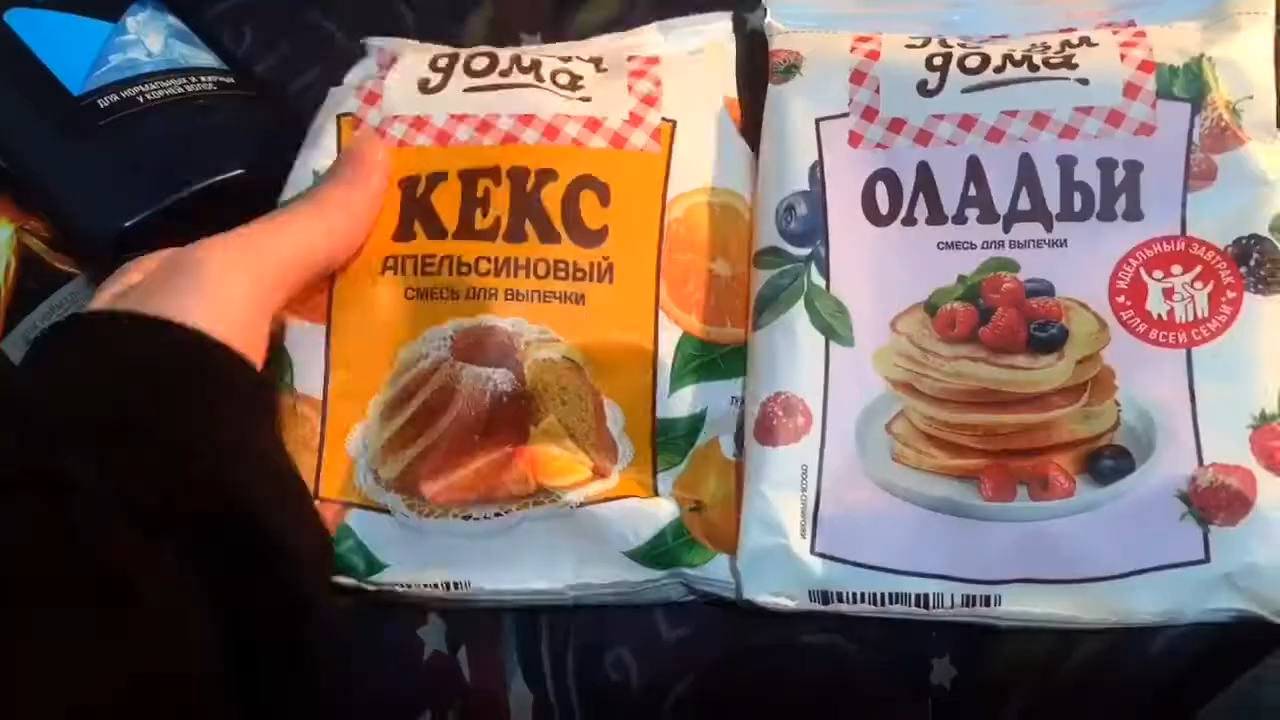 ДЛЯ НОРМАЛЬНЫХ И ЖИРНЫХ
У КОРНЕЙ ВОЛОС
дома
КЕКС
АПЕЛЬСИНОВЫЙ
СМЕСЬ ДЛЯ ВЫПЕЧКИ
дома
ОЛАДЬИ
СМЕСЬ ДЛЯ ВЫПЕЧКИ
ИДЕАЛЬНЫЙ ЗАВТРАК
ДЛЯ ВСЕЙ СЕМЬИ